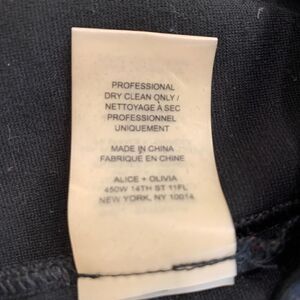 PROFESSIONAL
DRY CLEAN ONLY /
NETTOYAGE À SEC
PROFESSIONNEL
UNIQUEMENT
MADE IN CHINA
FABRIQUE EN CHINE
ALICE + OLIVIA
450W 14TH ST 11FL
NEW YORK, NY 10014